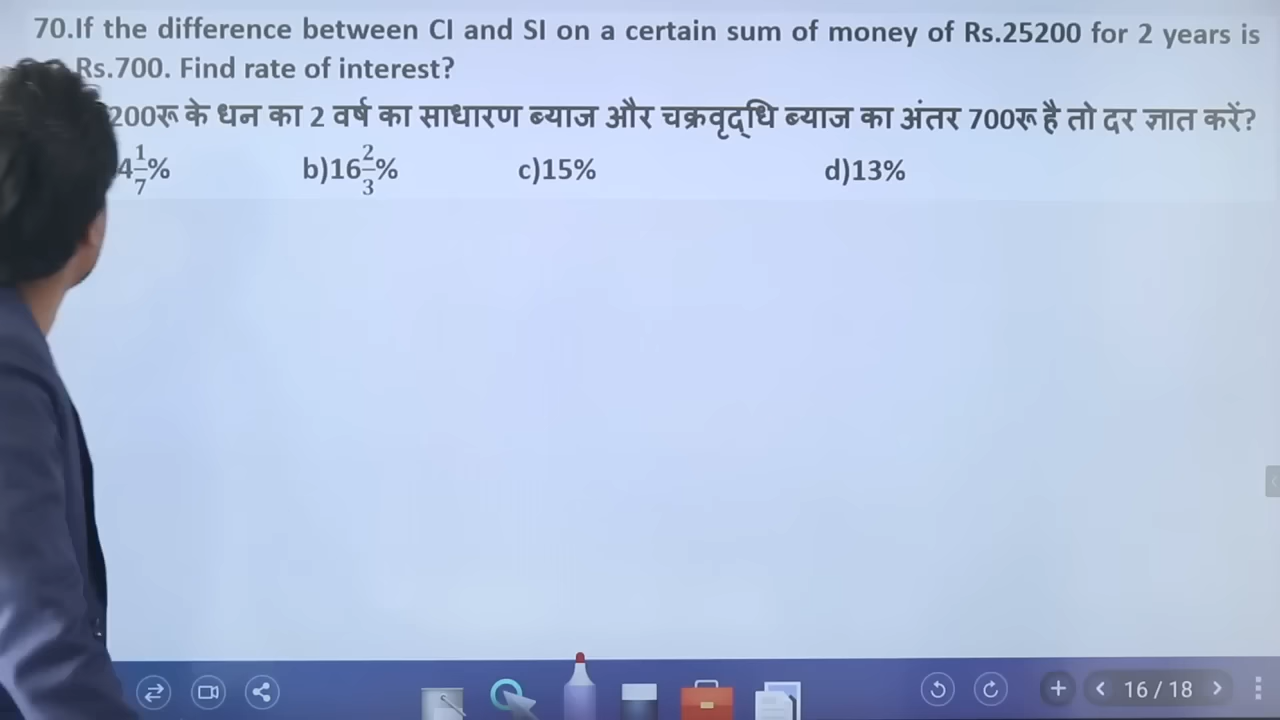 70.If the difference between CI and SI on a certain sum of money of Rs.25200 for 2 years is
Rs.700. Find rate of interest?
200रू के धन का 2 वर्ष का साधारण ब्याज और चक्रवृद्धि ब्याज का अंतर 700रू है तो दर ज्ञात करें?
4 1/7% b)16 2/3% c)15% d)13%
16 / 18